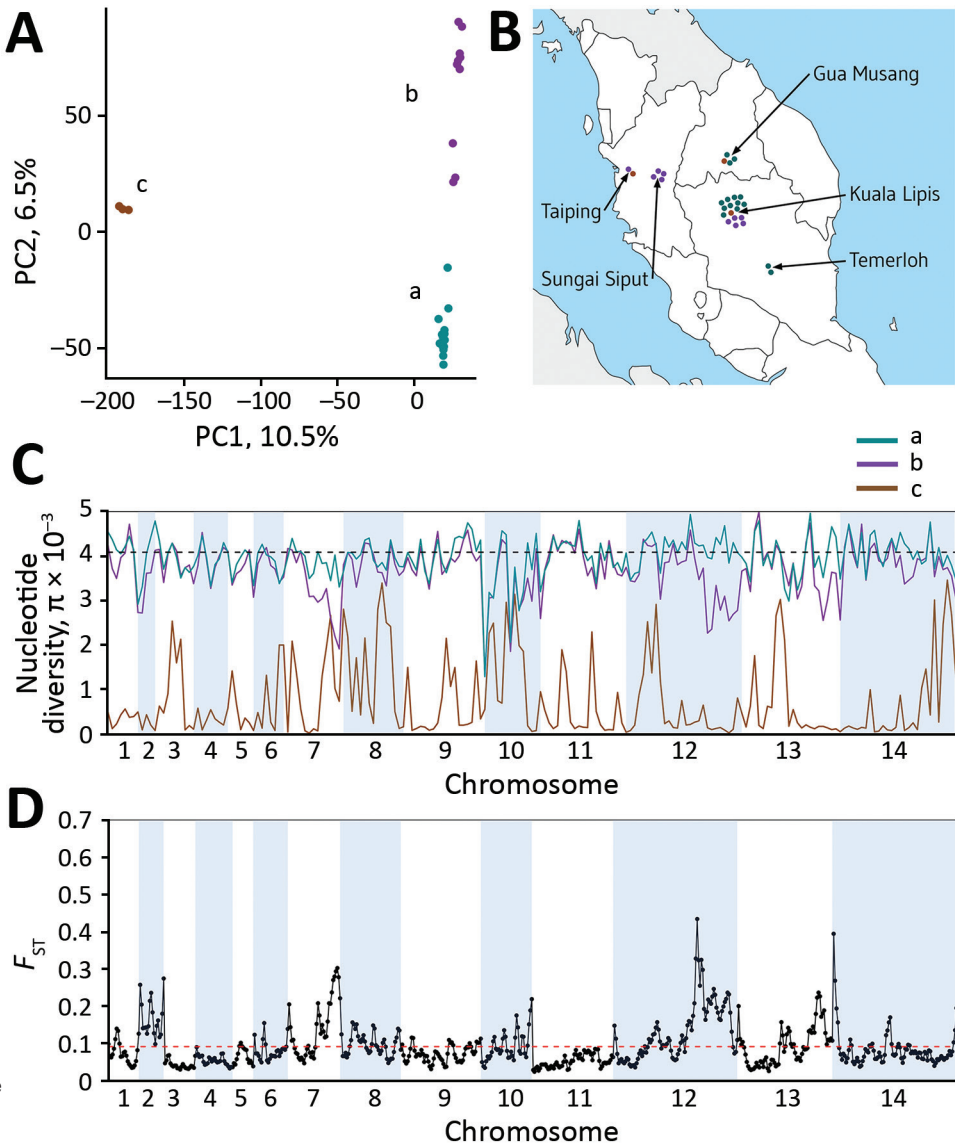 A
50
0
−50
PC2, 6.5%
b
c
a
−200
−150
−100
−50
0
PC1, 10.5%
B
Gua Musang
Kuala Lipis
Taiping
Sungai Siput
Temerloh
C
a
b
c
Nucleotide
diversity, π × 10⁻³
5
4
3
2
1
0
1 2 3 4 5 6 7 8 9 10 11 12 13 14
Chromosome
D
0.7
0.6
0.5
0.4
0.3
0.2
0.1
0
FST
1 2 3 4 5 6 7 8 9 10 11 12 13 14
Chromosome
e